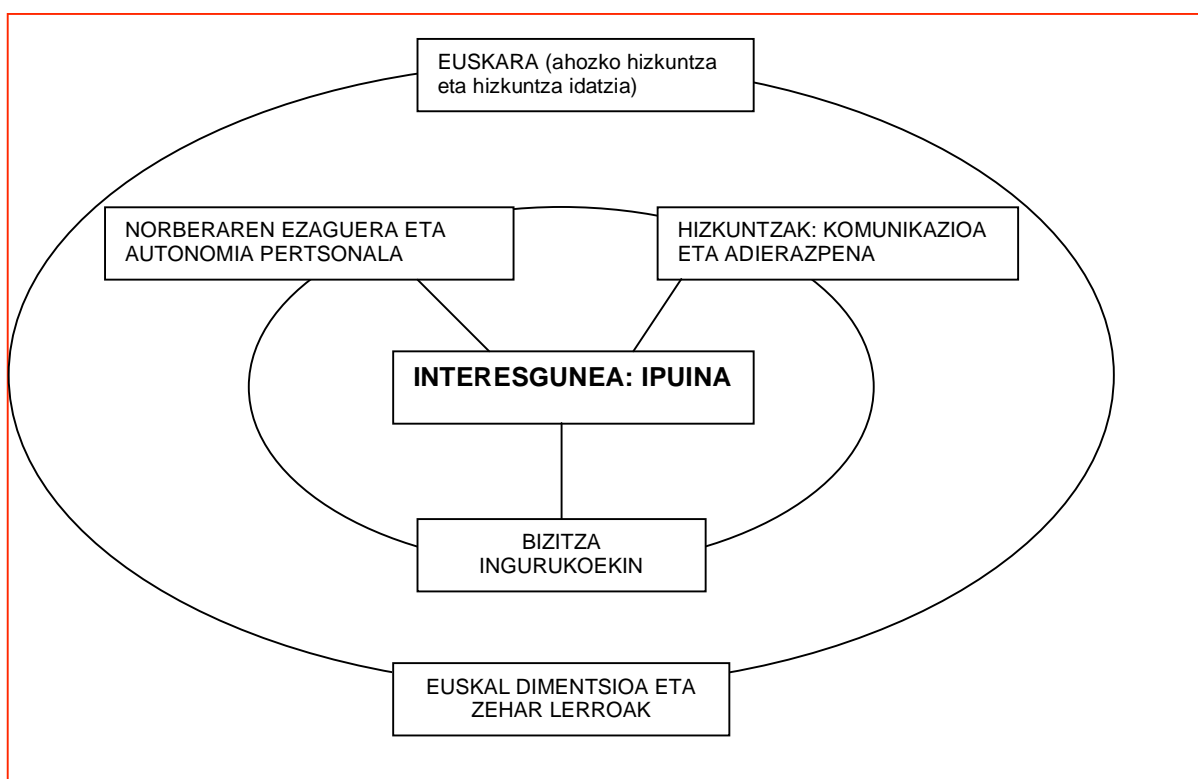 EUSKARA (ahozko hizkuntza
eta hizkuntza idatzia)
NORBERAREN EZAGUERA ETA
AUTONOMIA PERTSONALA
HIZKUNTZAK: KOMUNIKAZIOA
ETA ADIERAZPENA
INTERESGUNEA: IPUINA
BIZITZA
INGURUKOEKIN
EUSKAL DIMENTSIOA ETA
ZEHAR LERROAK